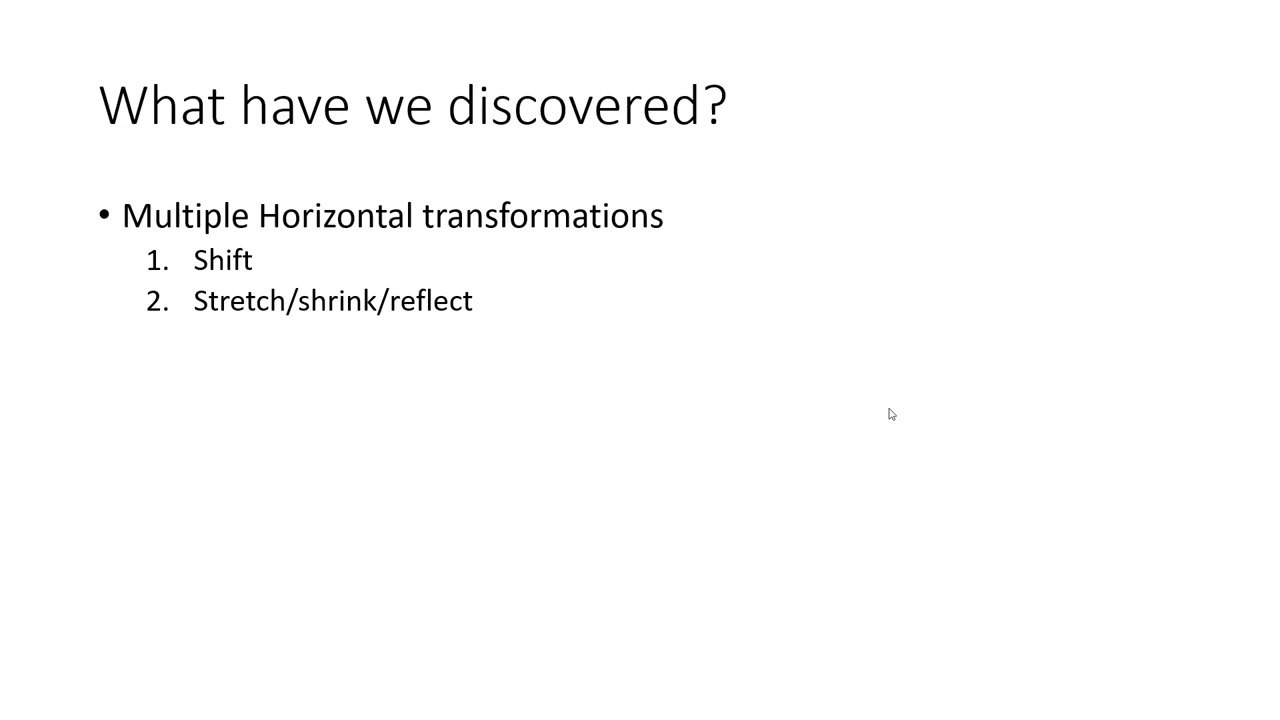 What have we discovered?
• Multiple Horizontal transformations
1. Shift
2. Stretch/shrink/reflect